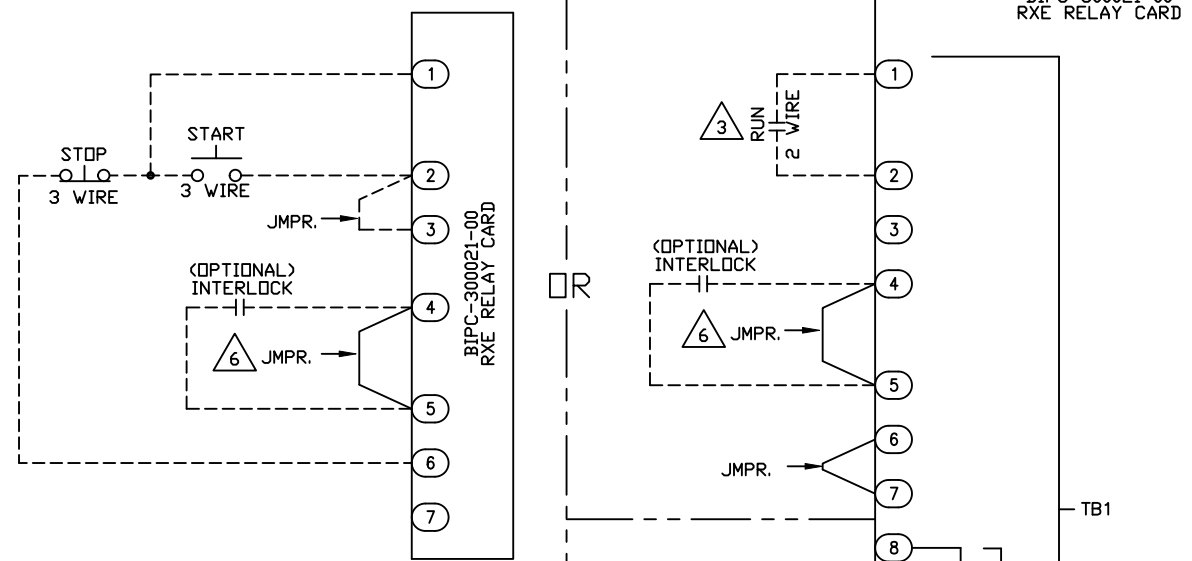 STOP
3 WIRE
START
3 WIRE
JMPR.
(OPTIONAL)
INTERLOCK
6
JMPR.
1
2
3
4
5
6
7
BIPC-300021-00
RXE RELAY CARD
OR
RXE RELAY CARD
3
RUN
2 WIRE
(OPTIONAL)
INTERLOCK
6
JMPR.
JMPR.
1
2
3
4
5
6
7
8
TB1